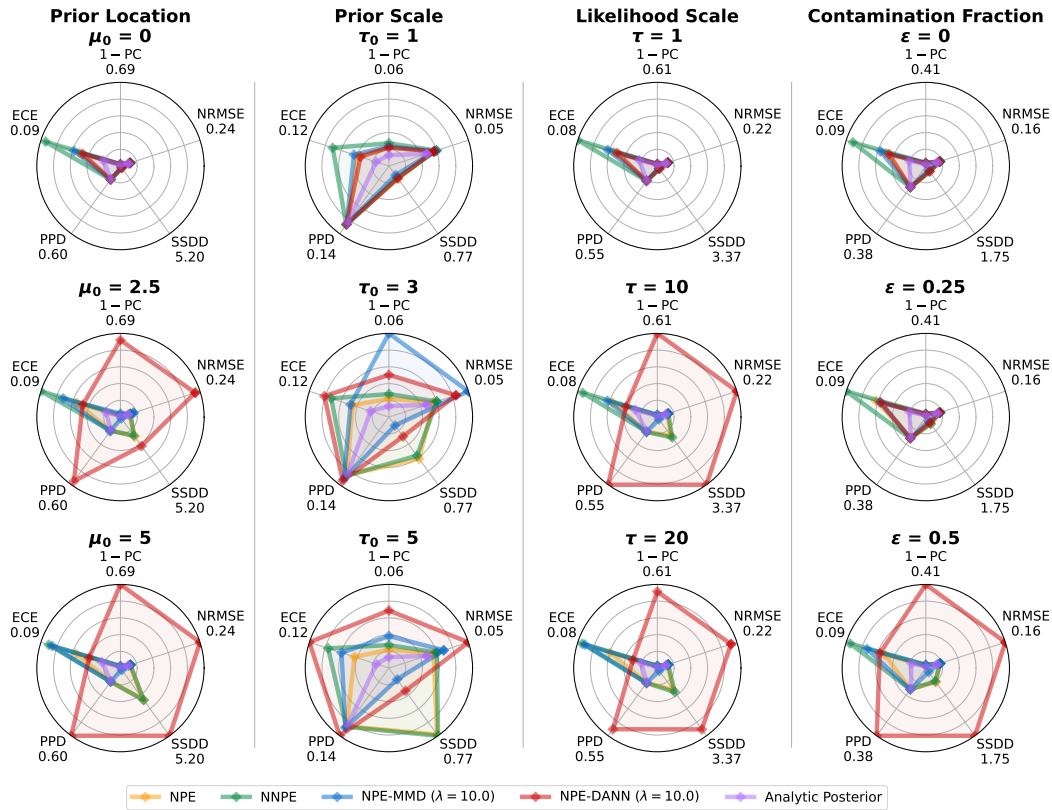 Prior Location
Prior Scale
Likelihood Scale
Contamination Fraction
μ₀ = 0
1 − PC
0.69
ECE
0.09
NRMSE
0.24
PPD
0.60
SSDD
5.20
τ₀ = 1
1 − PC
0.06
ECE
0.12
NRMSE
0.05
PPD
0.14
SSDD
0.77
τ = 1
1 − PC
0.61
ECE
0.08
NRMSE
0.22
PPD
0.55
SSDD
3.37
ε = 0
1 − PC
0.41
ECE
0.09
NRMSE
0.16
PPD
0.38
SSDD
1.75
μ₀ = 2.5
1 − PC
0.69
ECE
0.09
NRMSE
0.24
PPD
0.60
SSDD
5.20
τ₀ = 3
1 − PC
0.06
ECE
0.12
NRMSE
0.05
PPD
0.14
SSDD
0.77
τ = 10
1 − PC
0.61
ECE
0.08
NRMSE
0.22
PPD
0.55
SSDD
3.37
ε = 0.25
1 − PC
0.41
ECE
0.09
NRMSE
0.16
PPD
0.38
SSDD
1.75
μ₀ = 5
1 − PC
0.69
ECE
0.09
NRMSE
0.24
PPD
0.60
SSDD
5.20
τ₀ = 5
1 − PC
0.06
ECE
0.12
NRMSE
0.05
PPD
0.14
SSDD
0.77
τ = 20
1 − PC
0.61
ECE
0.08
NRMSE
0.22
PPD
0.55
SSDD
3.37
ε = 0.5
1 − PC
0.41
ECE
0.09
NRMSE
0.16
PPD
0.38
SSDD
1.75
NPE NNPE NPE-MMD (λ = 10.0) NPE-DANN (λ = 10.0) Analytic Posterior